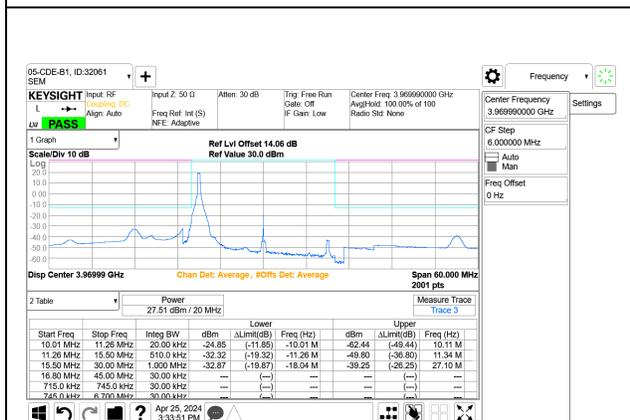 05-CDE-B1, ID:32061
SEM
Frequency
KEYSIGHT Input: RF Input Z: 50 Ω Atten: 30 dB Trig: Free Run Center Freq: 3.969990000 GHz
L Coupling: DC Gate: Off Avg|Hold: 100.00% of 100
Align: Auto Freq Ref: Int (S) IF Gain: Low Radio Std: None
LXI PASS NFE: Adaptive
Center Frequency Settings
3.969990000 GHz
CF Step
6.000000 MHz
Auto
Man
Freq Offset
0 Hz
1 Graph
Ref Lvl Offset 14.06 dB
Scale/Div 10 dB Ref Value 30.0 dBm
Log
20.0
10.0
0.00
-10.0
-20.0
-30.0
-40.0
-50.0
-60.0
Disp Center 3.96999 GHz Chan Det: Average , #Offs Det: Average Span 60.000 MHz
2001 pts
2 Table Power Measure Trace
27.51 dBm / 20 MHz Trace 3
Lower Upper
Start Freq Stop Freq Integ BW dBm ΔLimit(dB) Freq (Hz) dBm ΔLimit(dB) Freq (Hz)
10.01 MHz 11.26 MHz 20.00 kHz -24.85 (-11.85) -10.01 M -62.44 (-49.44) 10.11 M
11.26 MHz 15.50 MHz 510.0 kHz -32.32 (-19.32) -11.26 M -49.80 (-36.80) 11.34 M
15.50 MHz 30.00 MHz 1.000 MHz -32.87 (-19.87) -18.04 M -39.25 (-26.25) 27.10 M
16.80 MHz 45.00 MHz 30.00 kHz --- (---) --- --- (---) ---
715.0 kHz 745.0 kHz 30.00 kHz --- (---) --- --- (---) ---
745.0 kHz 6.700 MHz 30.00 kHz --- (---) --- --- (---) ---
Apr 25, 2024
3:33:51 PM